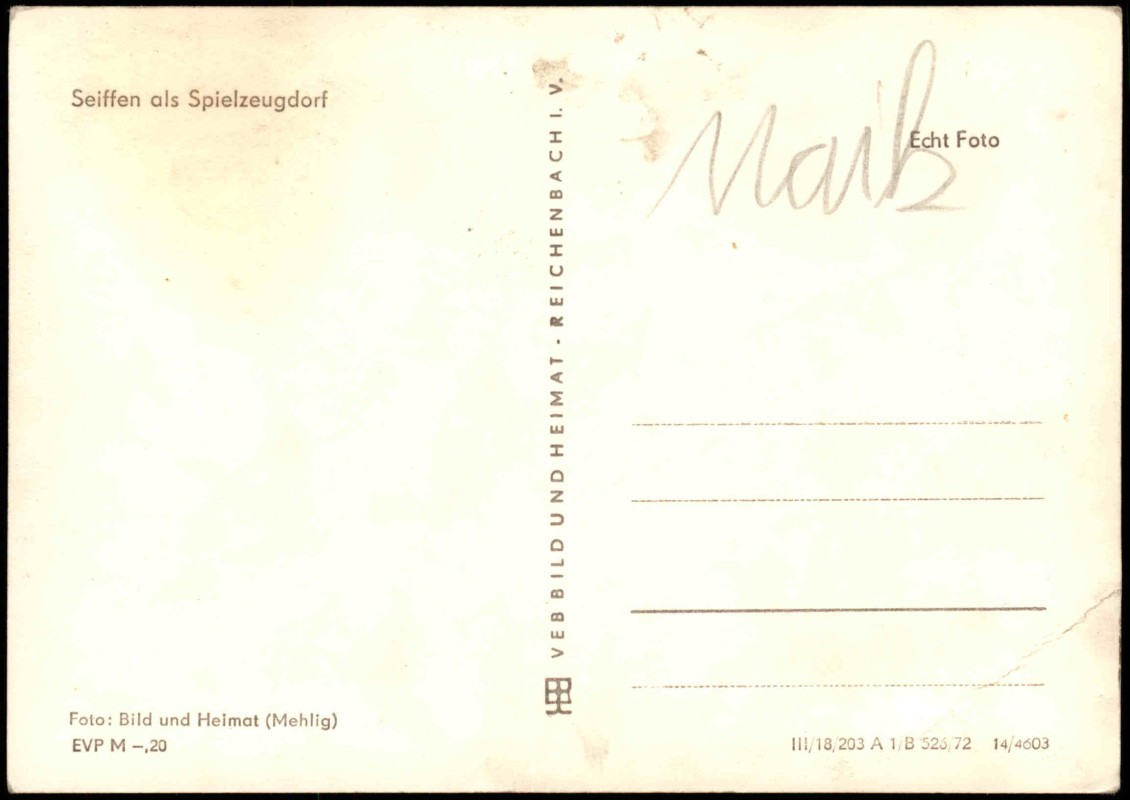 Seiffen als Spielzeugdorf
Foto: Bild und Heimat (Mehlig)
EVP M –,20
VEB BILD UND HEIMAT · REICHENBACH I. V.
Echt Foto
III/18/203 A 1/B 526/72 14/4603